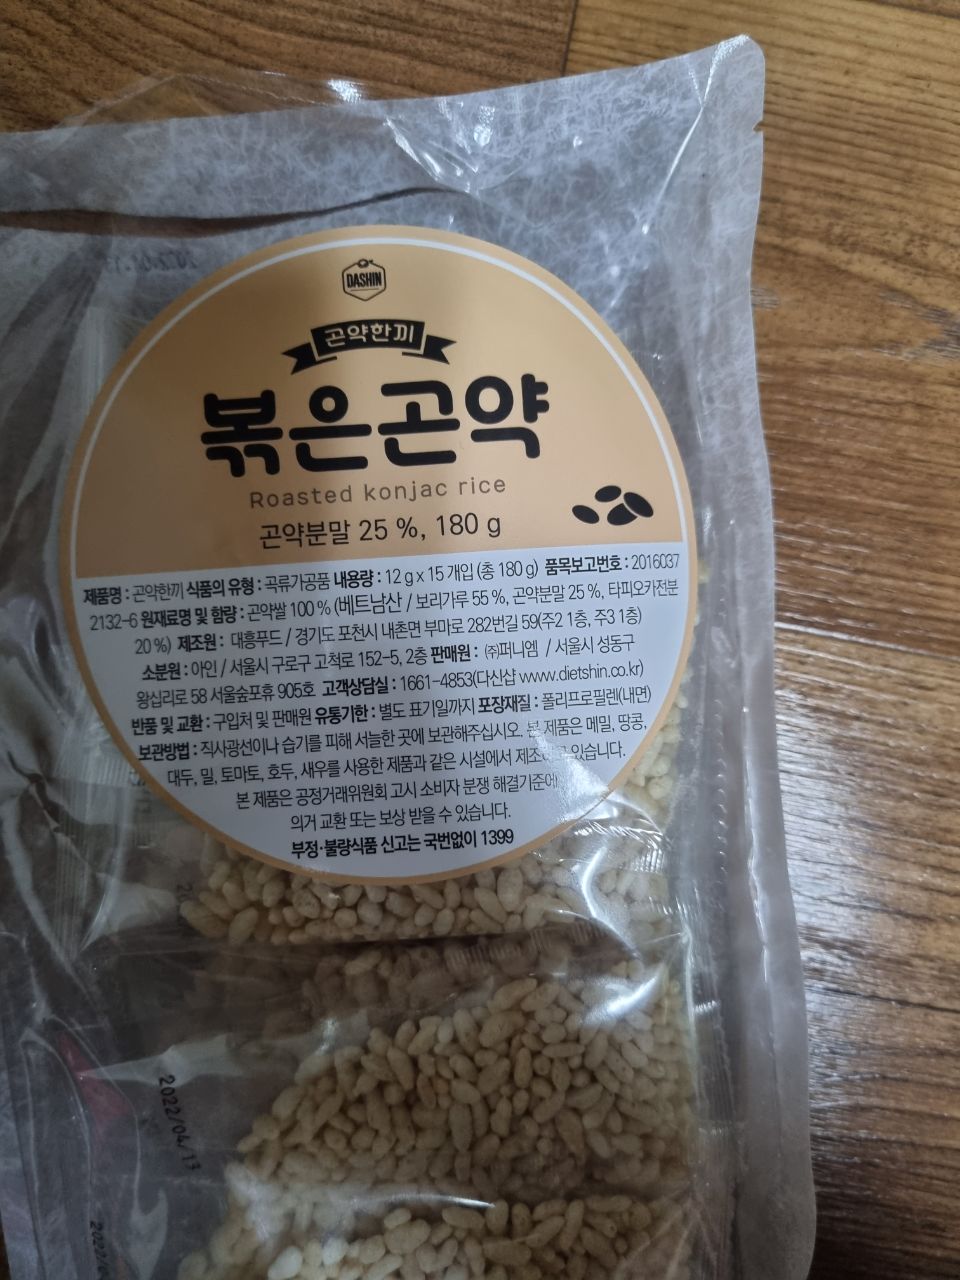 DASHIN
곤약한끼
볶은곤약
Roasted konjac rice
곤약분말 25 %, 180 g
제품명 : 곤약한끼 식품의 유형 : 곡류가공품 내용량 : 12 g x 15 개입 (총 180 g) 품목보고번호 : 2016037
2132-6 원재료명 및 함량 : 곤약쌀 100 % (베트남산 / 보리가루 55 %, 곤약분말 25 %, 타피오카전분
20 %) 제조원 : 대흥푸드 / 경기도 포천시 내촌면 부마로 282번길 59(주2 1층, 주3 1층)
소분원 : 아인 / 서울시 구로구 고척로 152-5, 2층 판매원 : ㈜퍼니엠 / 서울시 성동구
왕십리로 58 서울숲포휴 905호 고객상담실 : 1661-4853(다신샵 www.dietshin.co.kr)
반품 및 교환 : 구입처 및 판매원 유통기한 : 별도 표기일까지 포장재질 : 폴리프로필렌(내면)
보관방법 : 직사광선이나 습기를 피해 서늘한 곳에 보관해주십시오. 본 제품은 메밀, 땅콩,
대두, 밀, 토마토, 호두, 새우를 사용한 제품과 같은 시설에서 있습니다.
본 제품은 공정거래위원회 고시 소비자 분쟁 해결기준에
의거 교환 또는 보상 받을 수 있습니다.
부정·불량식품 신고는 국번없이 1399
2022/04/13